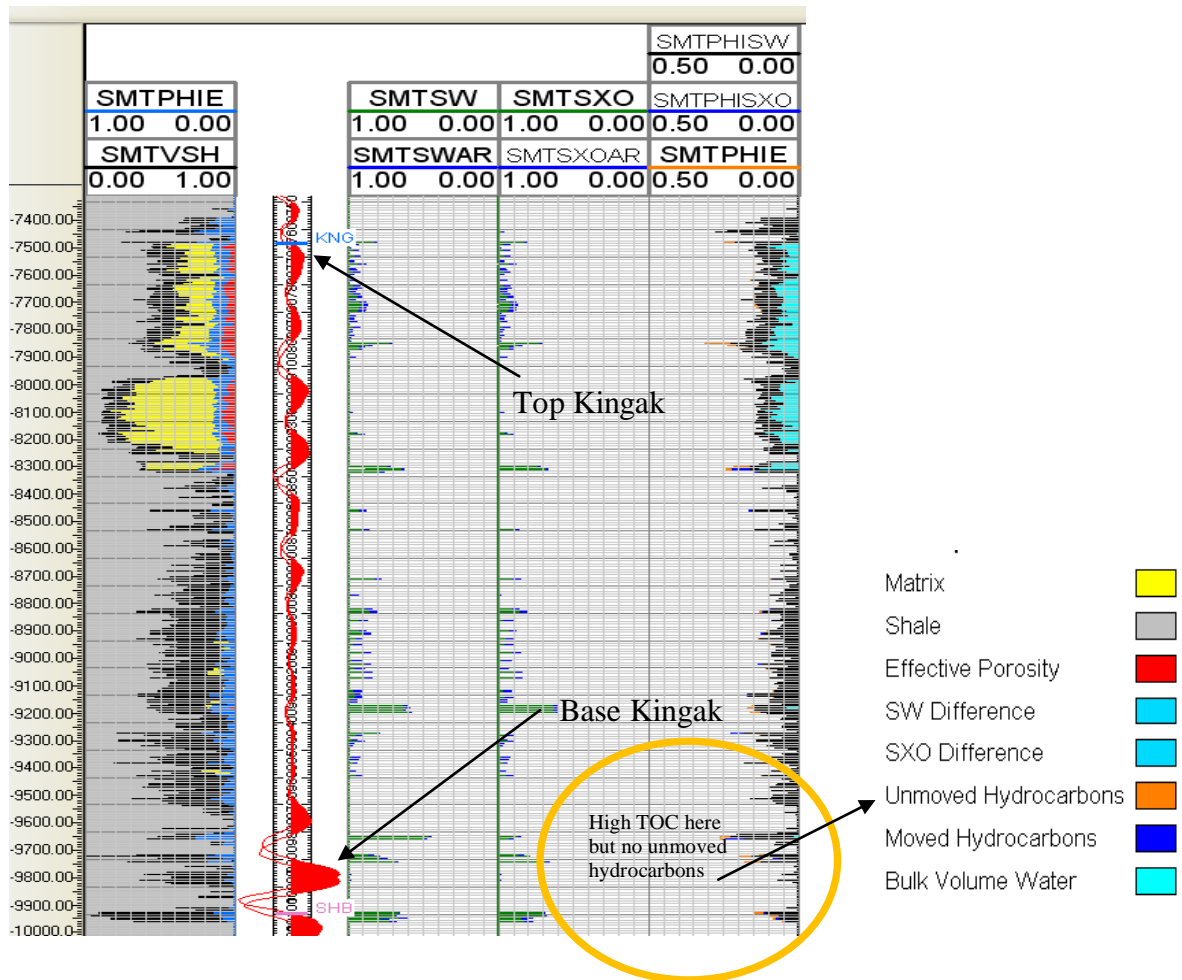 SMTPHISW
0.50 0.00
SMTPHIE SMTSW SMTSXO SMTPHISXO
1.00 0.00 1.00 0.00 1.00 0.00 0.50 0.00
SMTVSH SMTSWAR SMTSXOAR SMTPHIE
0.00 1.00 1.00 0.00 1.00 0.00 0.50 0.00
-7400.00
KNG
-7500.00
-7600.00
-7700.00
-7800.00
-7900.00
-8000.00
Top Kingak
-8100.00
-8200.00
-8300.00
-8400.00
-8500.00
-8600.00
-8700.00
-8800.00
-8900.00
-9000.00
-9100.00
-9200.00
Base Kingak
-9300.00
-9400.00
-9500.00
-9600.00
High TOC here
but no unmoved
hydrocarbons
-9700.00
-9800.00
-9900.00
SHB
-10000.00
.
Matrix
Shale
Effective Porosity
SW Difference
SXO Difference
Unmoved Hydrocarbons
Moved Hydrocarbons
Bulk Volume Water